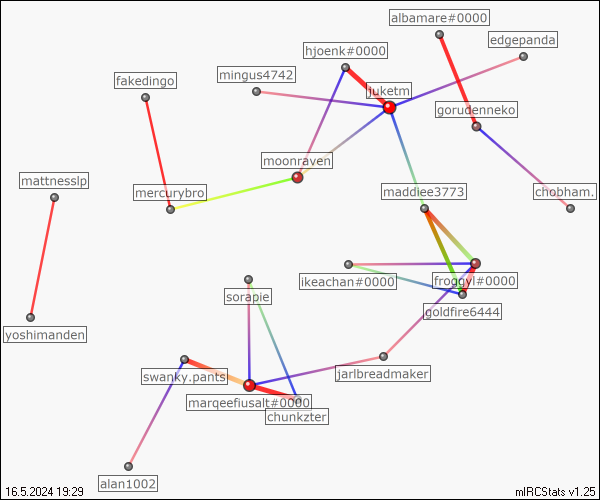 albamare#0000
edgepanda
hjoenk#0000
mingus4742
fakedingo
juketm
gorudenneko
moonraven
mattnesslp
mercurybro
maddiee3773
chobham.
ikeachan#0000
froggyl#0000
sorapie
goldfire6444
yoshimanden
swanky.pants
jarlbreadmaker
marqeefiusalt#0000
chunkzter
alan1002
16.5.2024 19:29
mIRCStats v1.25